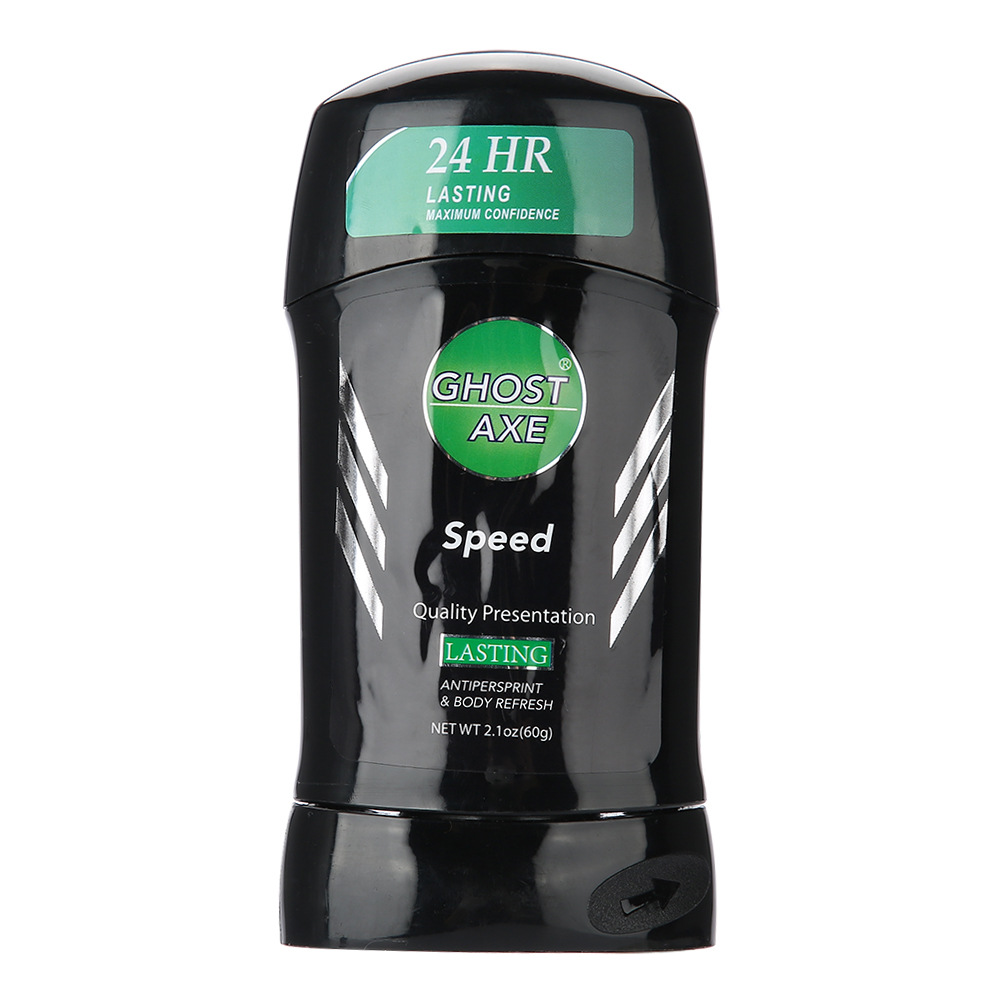 24 HR
LASTING
MAXIMUM CONFIDENCE
GHOST®
AXE
Speed
Quality Presentation
LASTING
ANTIPERSPRINT
& BODY REFRESH
NET WT 2.1oz(60g)